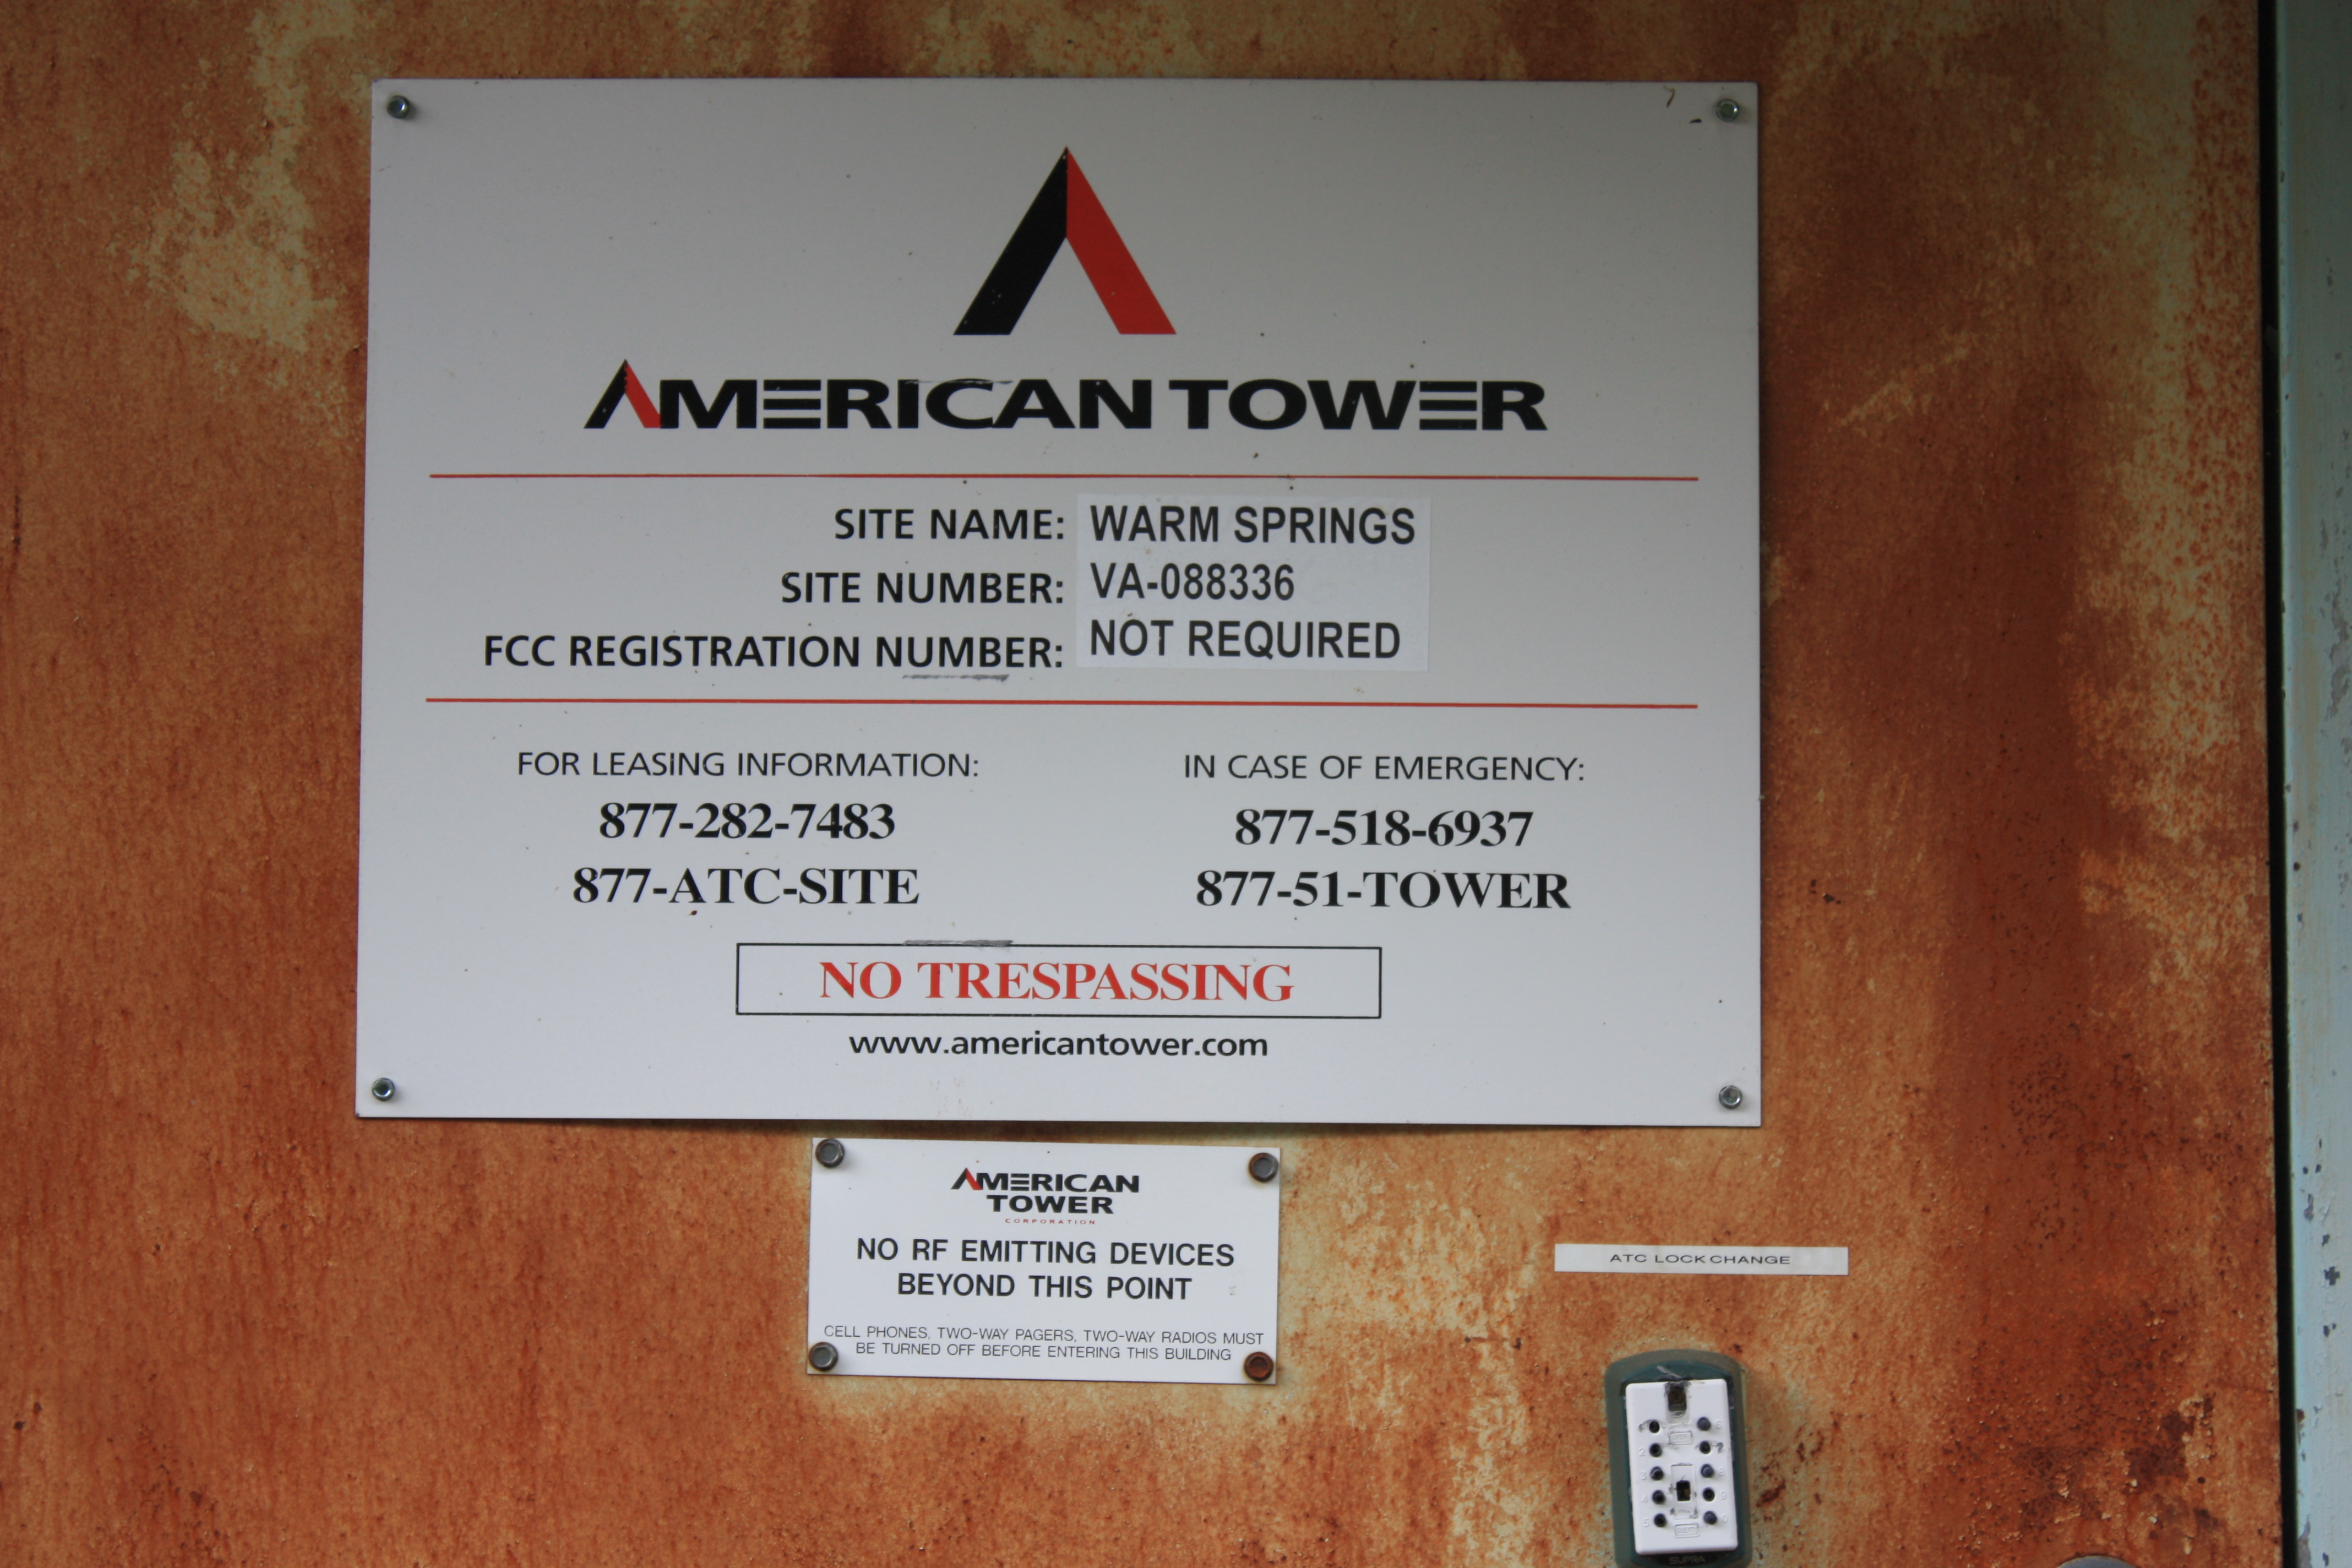 AMERICAN TOWER
SITE NAME: WARM SPRINGS
SITE NUMBER: VA-088336
FCC REGISTRATION NUMBER: NOT REQUIRED
FOR LEASING INFORMATION:
877-282-7483
877-ATC-SITE
IN CASE OF EMERGENCY:
877-518-6937
877-51-TOWER
NO TRESPASSING
www.americantower.com
AMERICAN
TOWER
CORPORATION
NO RF EMITTING DEVICES
BEYOND THIS POINT
CELL PHONES, TWO-WAY PAGERS, TWO-WAY RADIOS MUST
BE TURNED OFF BEFORE ENTERING THIS BUILDING
ATC LOCK CHANGE
SUPRA